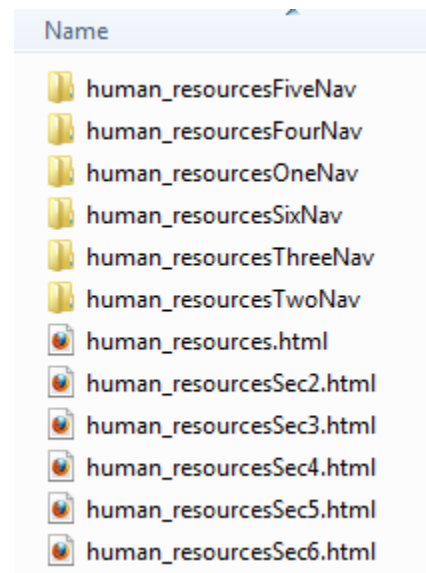 Name
human_resourcesFiveNav
human_resourcesFourNav
human_resourcesOneNav
human_resourcesSixNav
human_resourcesThreeNav
human_resourcesTwoNav
human_resources.html
human_resourcesSec2.html
human_resourcesSec3.html
human_resourcesSec4.html
human_resourcesSec5.html
human_resourcesSec6.html